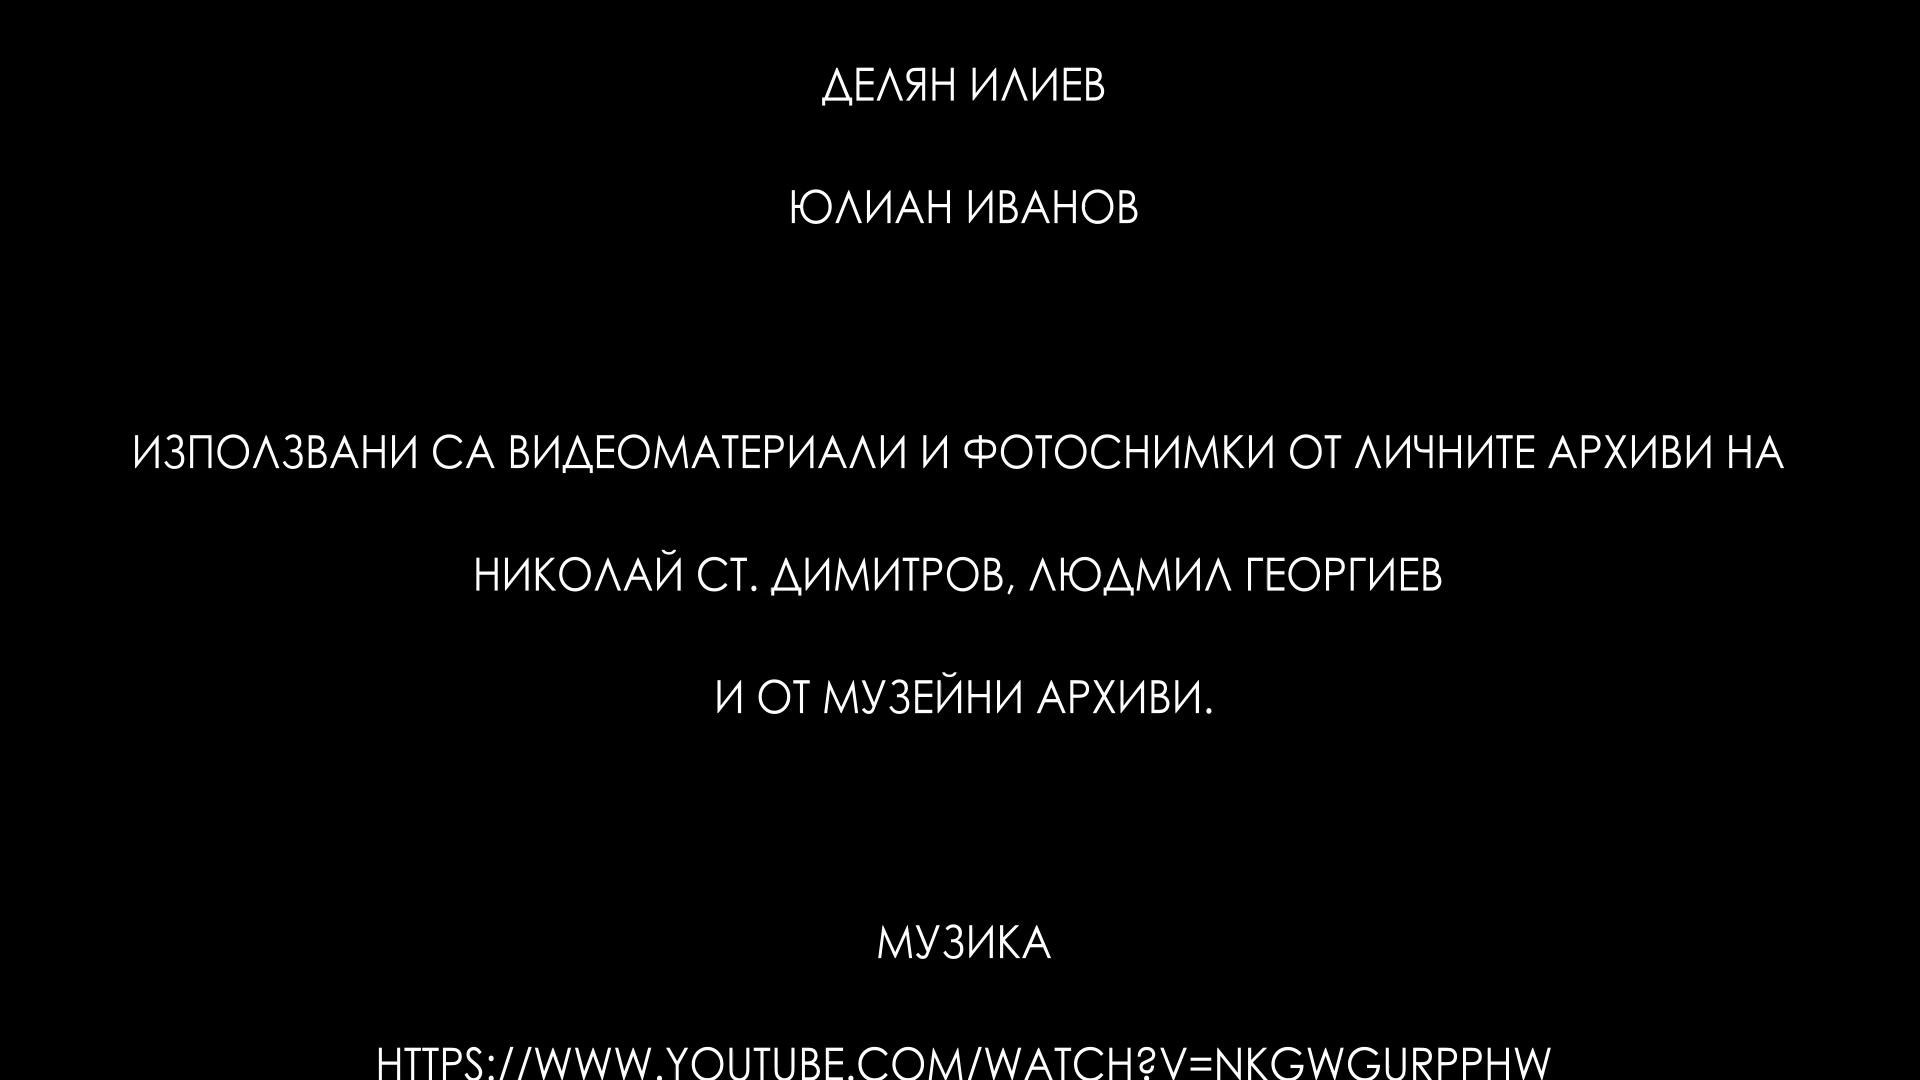 ДЕЛЯН ИЛИЕВ
ЮЛИАН ИВАНОВ
ИЗПОЛЗВАНИ СА ВИДЕОМАТЕРИАЛИ И ФОТОСНИМКИ ОТ ЛИЧНИТЕ АРХИВИ НА
НИКОЛАЙ СТ. ДИМИТРОВ, ЛЮДМИЛ ГЕОРГИЕВ
И ОТ МУЗЕЙНИ АРХИВИ.
МУЗИКА
HTTPS://WWW.YOUTUBE.COM/WATCH?V=NKGWGURPPHW